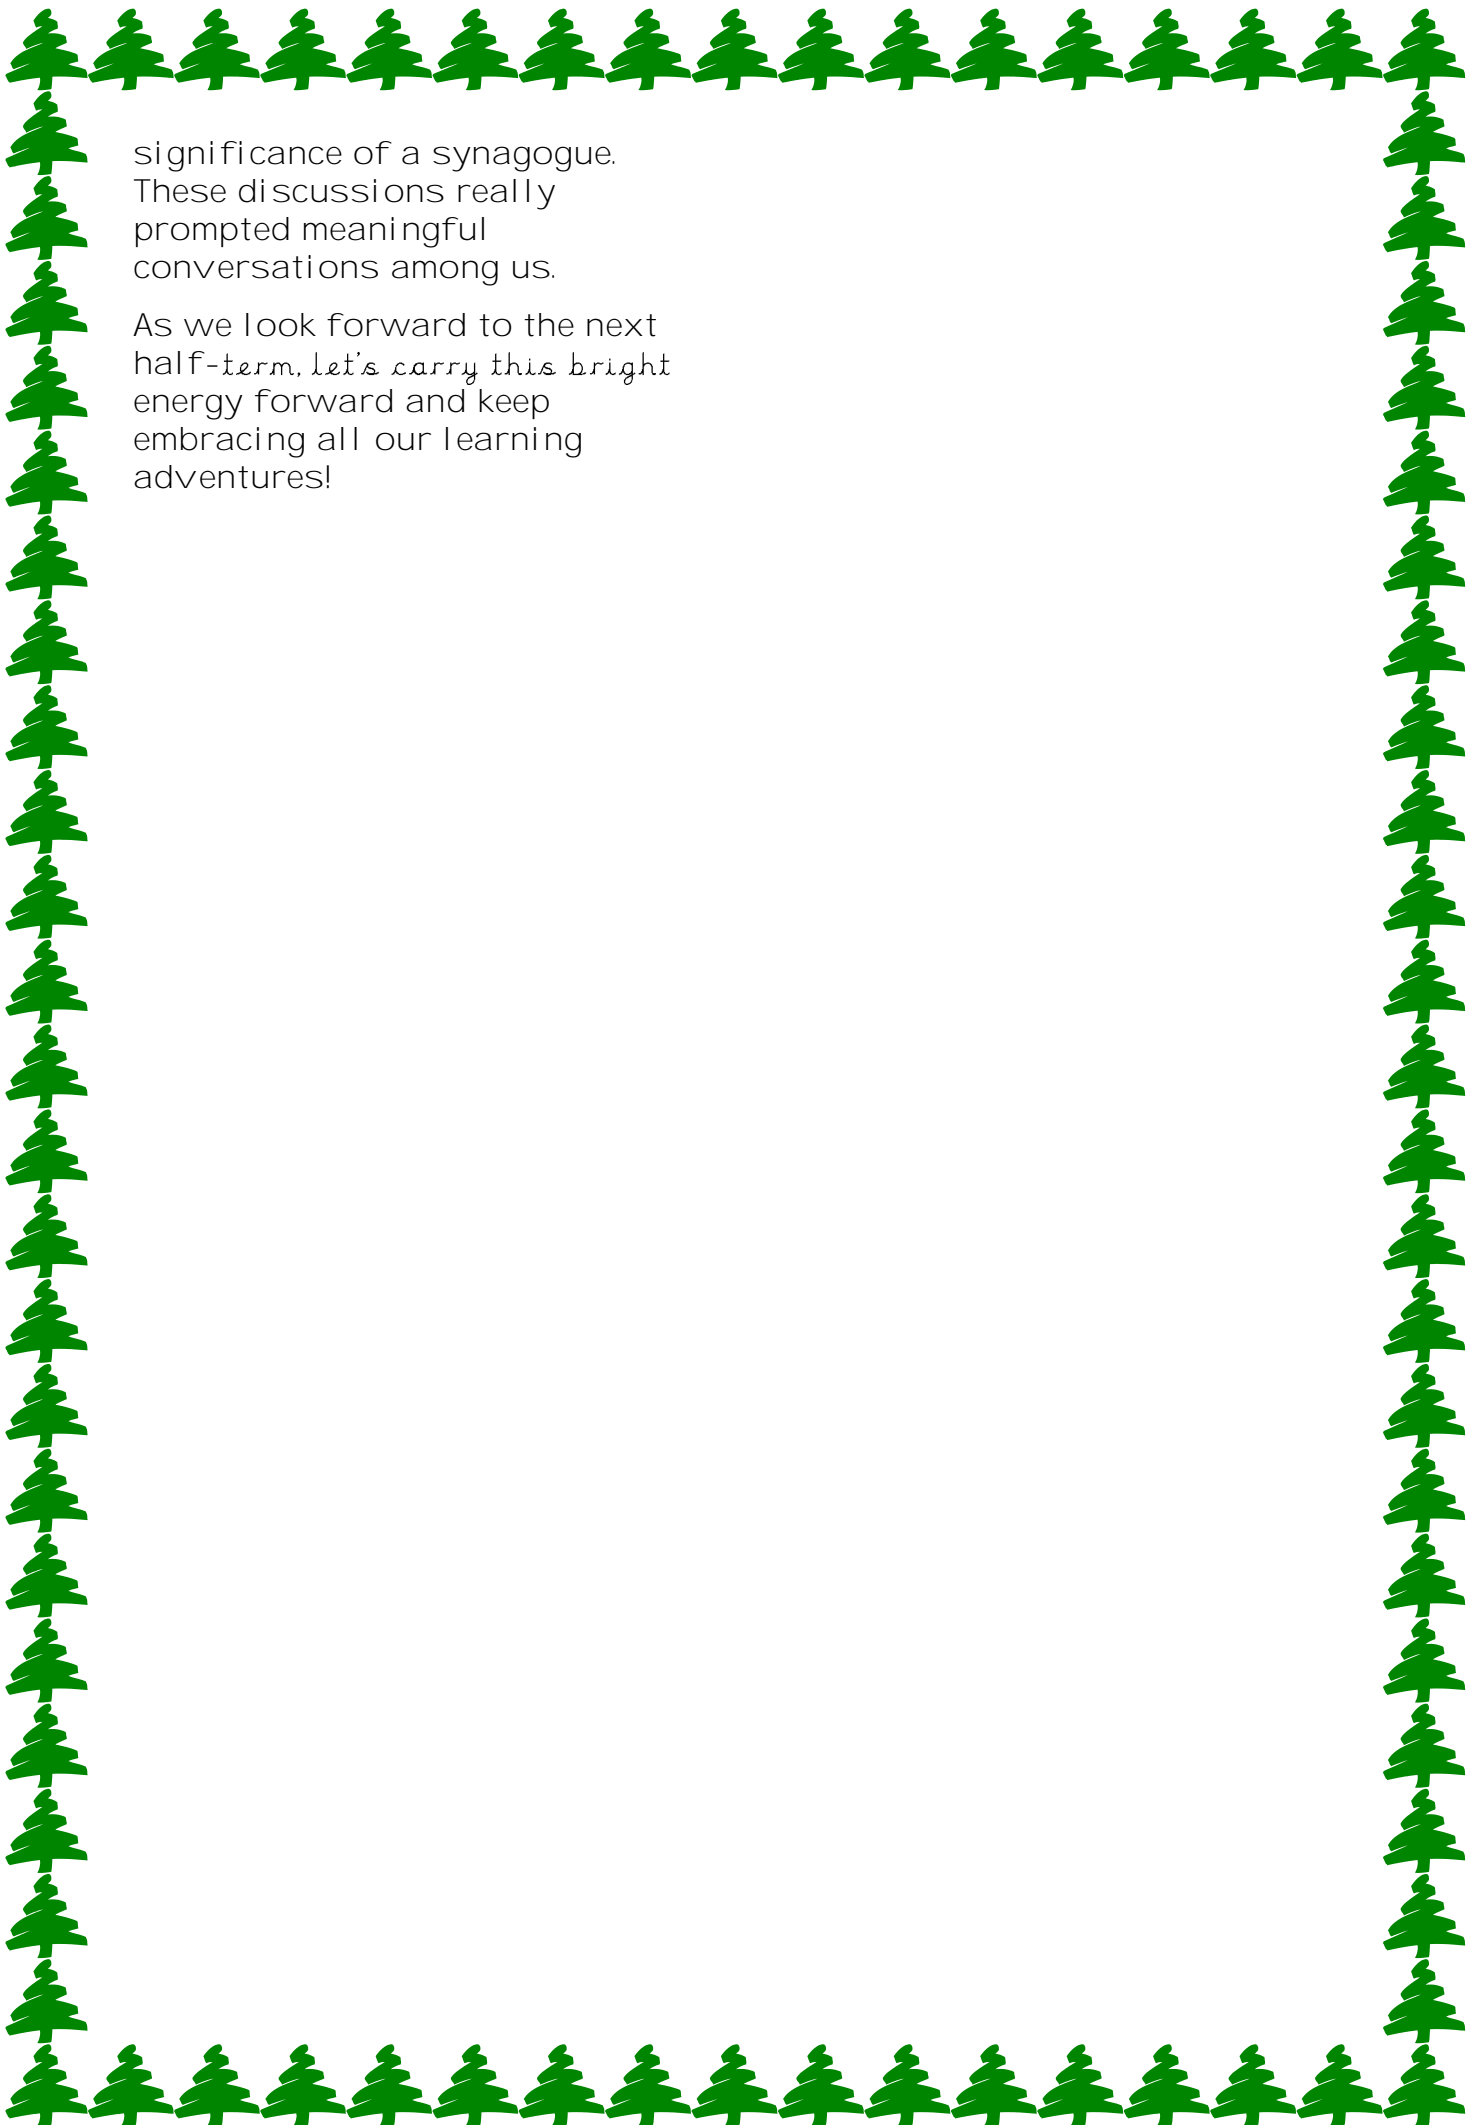 significance of a synagogue.
These discussions really
prompted meaningful
conversations among us.
As we look forward to the next
half-term, let’s carry this bright
energy forward and keep
embracing all our learning
adventures!